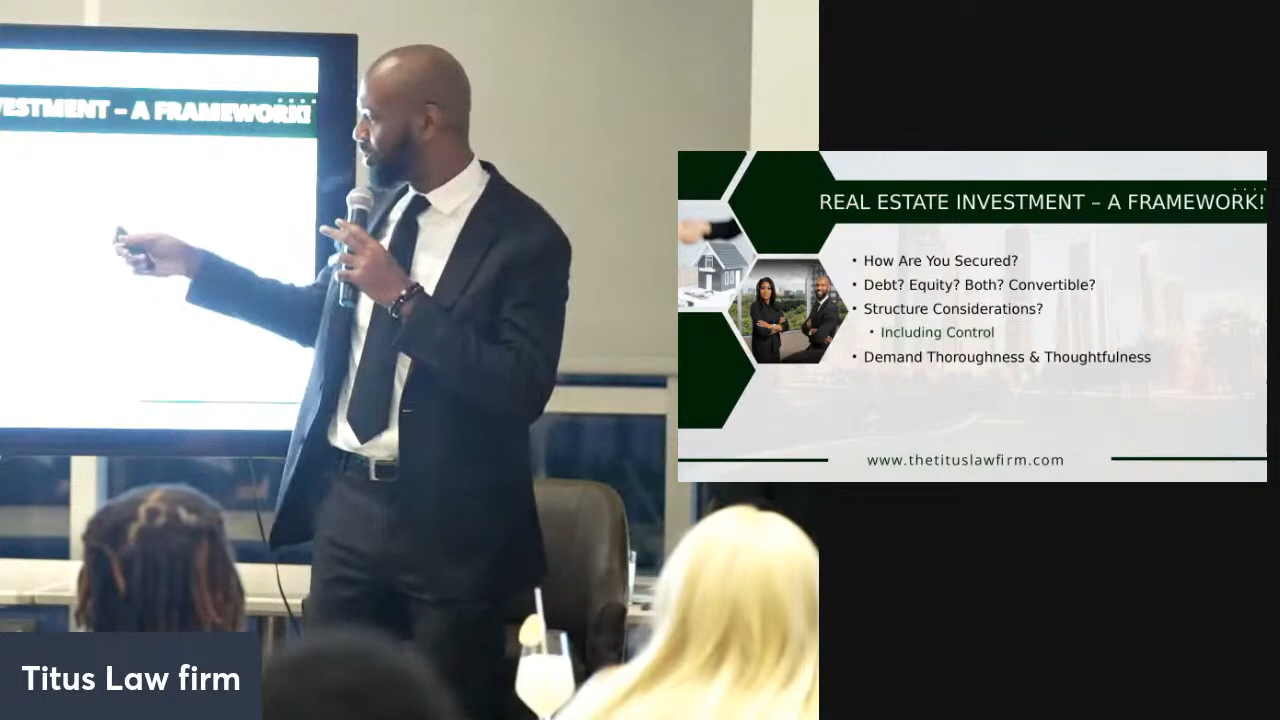 VESTMENT – A FRAMEWORK!
REAL ESTATE INVESTMENT – A FRAMEWORK!
• How Are You Secured?
• Debt? Equity? Both? Convertible?
• Structure Considerations?
• Including Control
• Demand Thoroughness & Thoughtfulness
www.thetituslawfirm.com
Titus Law firm